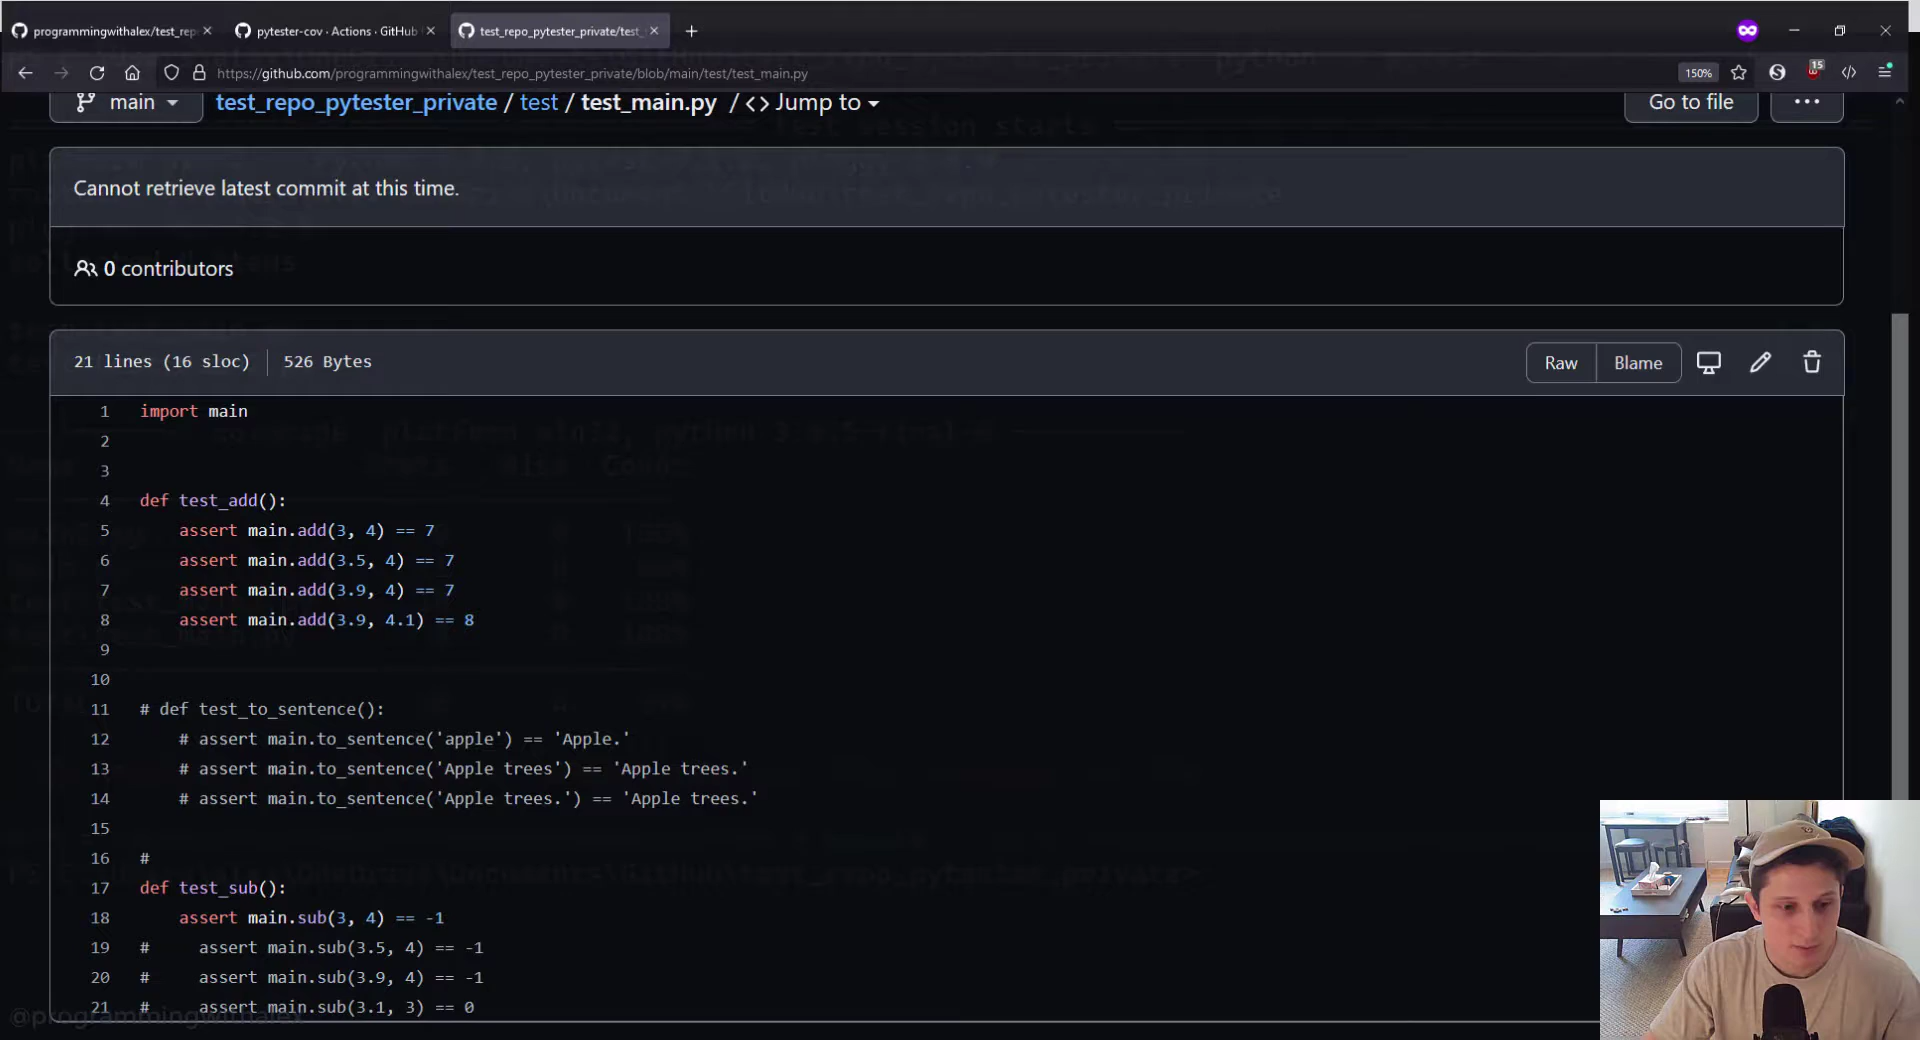 programmingwithalex/test_rep
pytester-cov · Actions · GitHub
test_repo_pytester_private/test_
https://github.com/programmingwithalex/test_repo_pytester_private/blob/main/test/test_main.py
150%
15
main
test_repo_pytester_private / test / test_main.py / <> Jump to
Go to file
Test session starts
Cannot retrieve latest commit at this time.
0 contributors
21 lines (16 sloc)
526 Bytes
Raw
Blame
1 import main
2
3
4 def test_add():
5 assert main.add(3, 4) == 7
6 assert main.add(3.5, 4) == 7
7 assert main.add(3.9, 4) == 7
8 assert main.add(3.9, 4.1) == 8
9
10
11 # def test_to_sentence():
12 # assert main.to_sentence('apple') == 'Apple.'
13 # assert main.to_sentence('Apple trees') == 'Apple trees.'
14 # assert main.to_sentence('Apple trees.') == 'Apple trees.'
15
16 #
17 def test_sub():
18 assert main.sub(3, 4) == -1
19 # assert main.sub(3.5, 4) == -1
20 # assert main.sub(3.9, 4) == -1
21 # assert main.sub(3.1, 3) == 0
@programmingwithalex